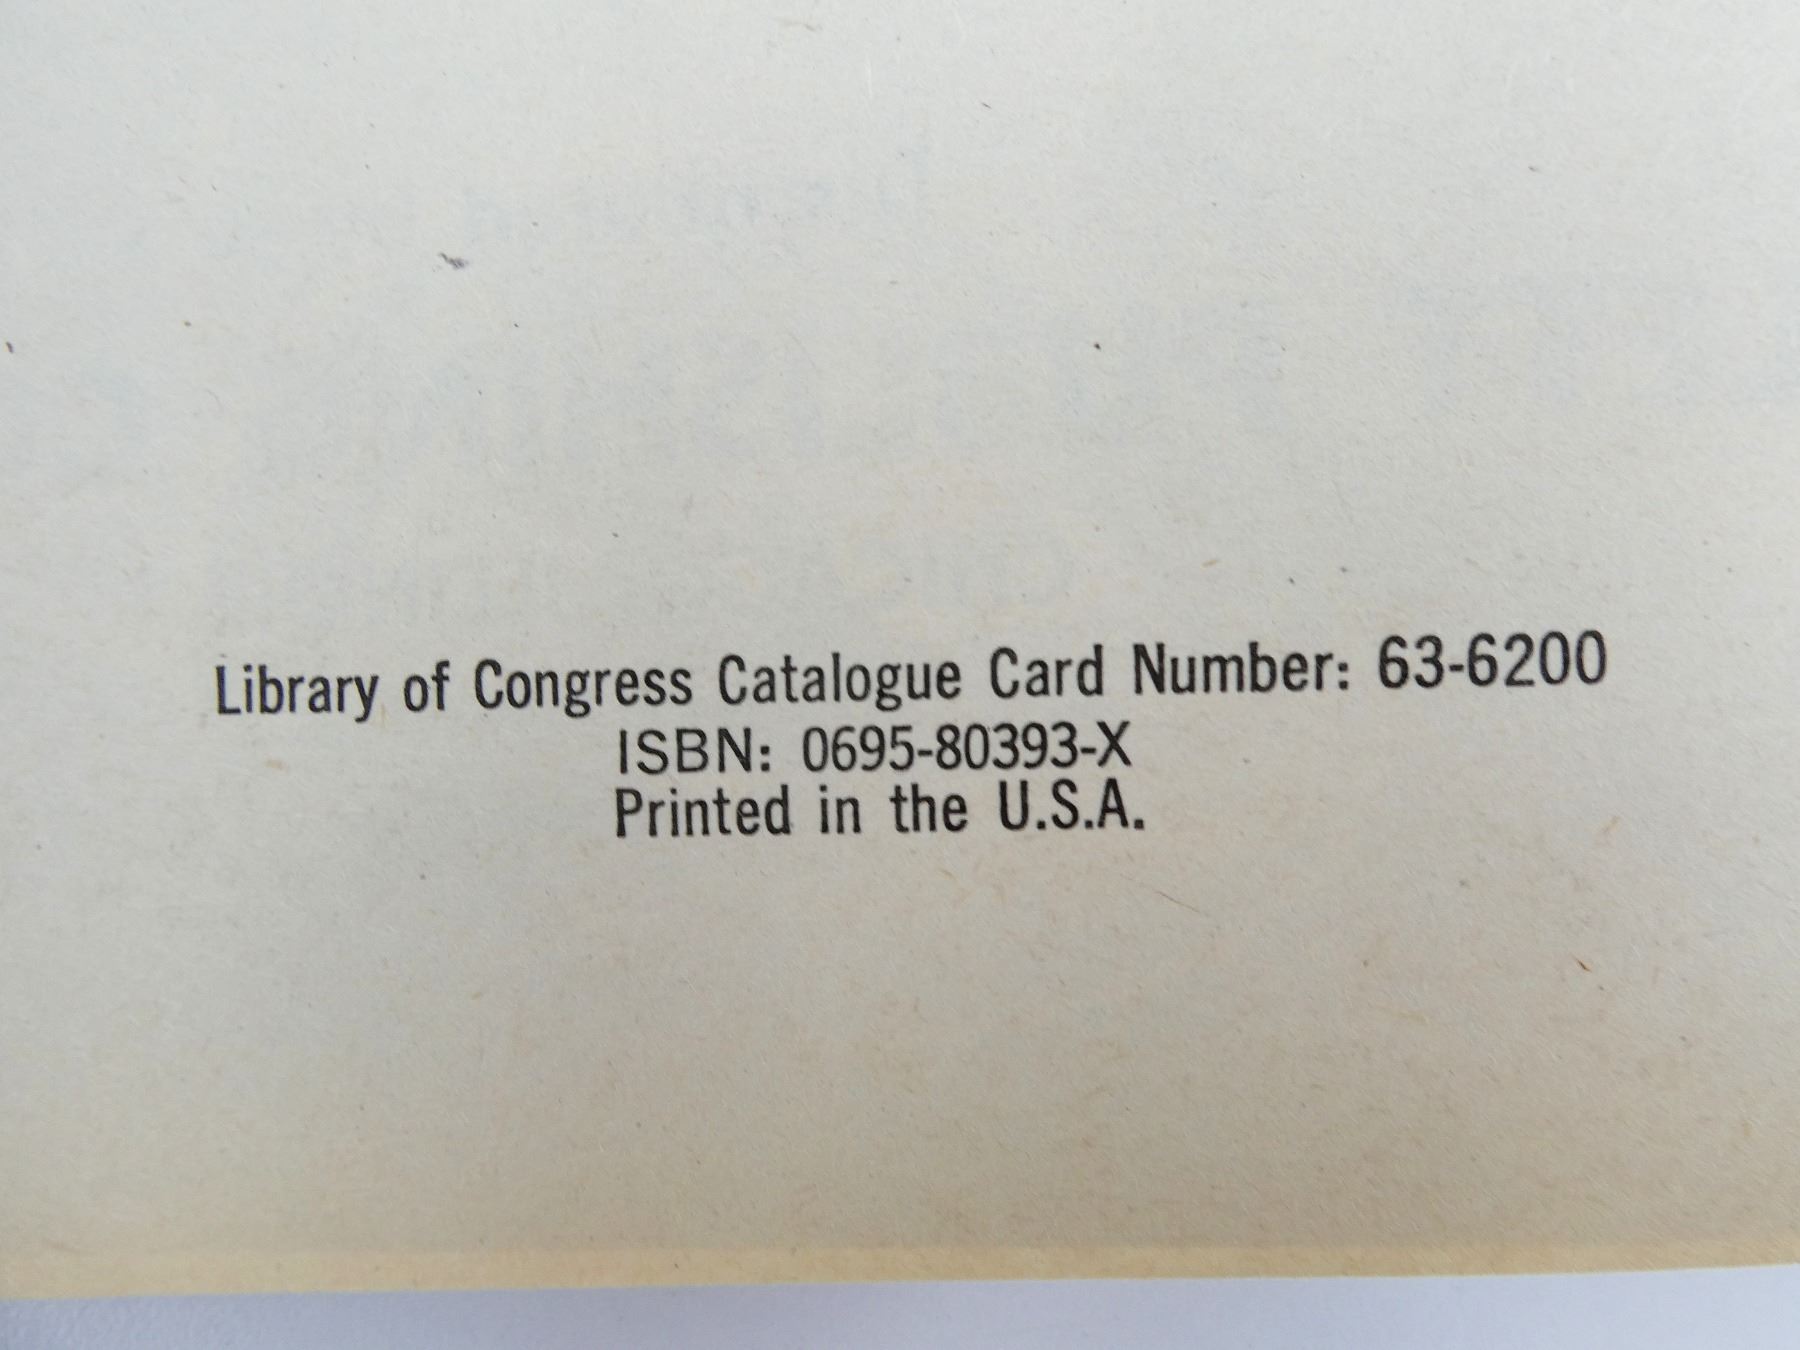 Library of Congress Catalogue Card Number: 63-6200
ISBN: 0695-80393-X
Printed in the U.S.A.